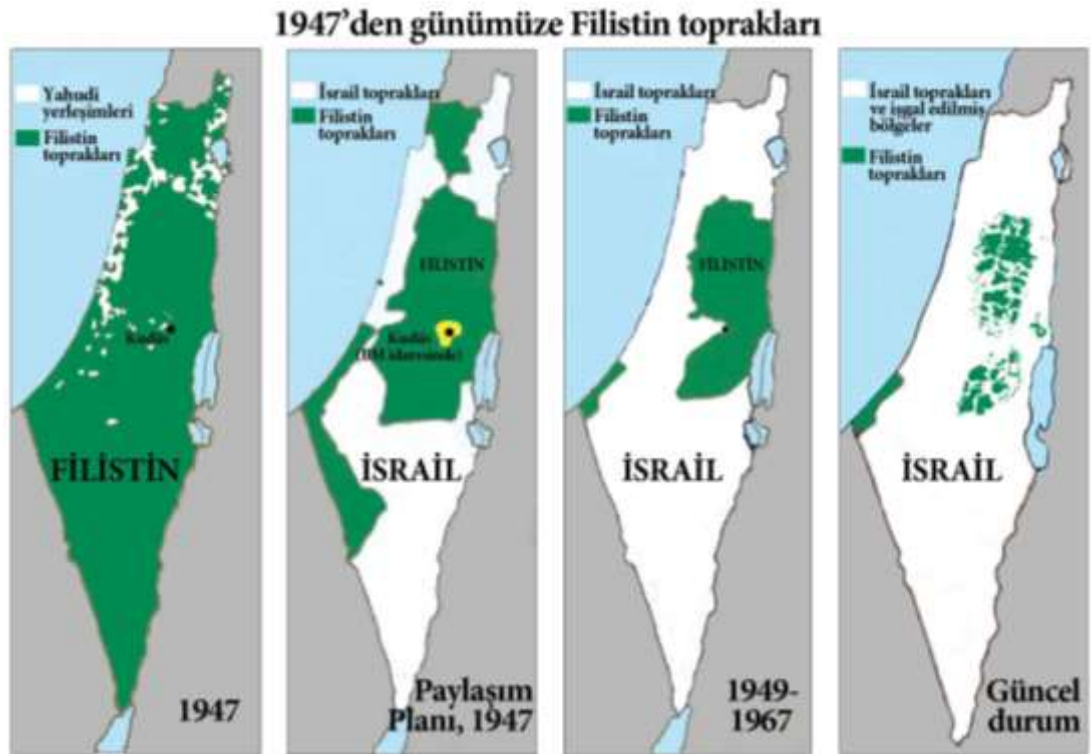 1947’den günümüze Filistin toprakları
Yahudi
yerleşimleri
Filistin
toprakları
Kudüs
FİLİSTİN
1947
İsrail toprakları
Filistin
toprakları
FİLİSTİN
Kudüs
(BM idaresinde)
İSRAİL
Paylaşım
Planı, 1947
İsrail toprakları
Filistin
toprakları
FİLİSTİN
İSRAİL
1949-
1967
İsrail toprakları
ve işgal edilmiş
bölgeler
Filistin
toprakları
İSRAİL
Güncel
durum